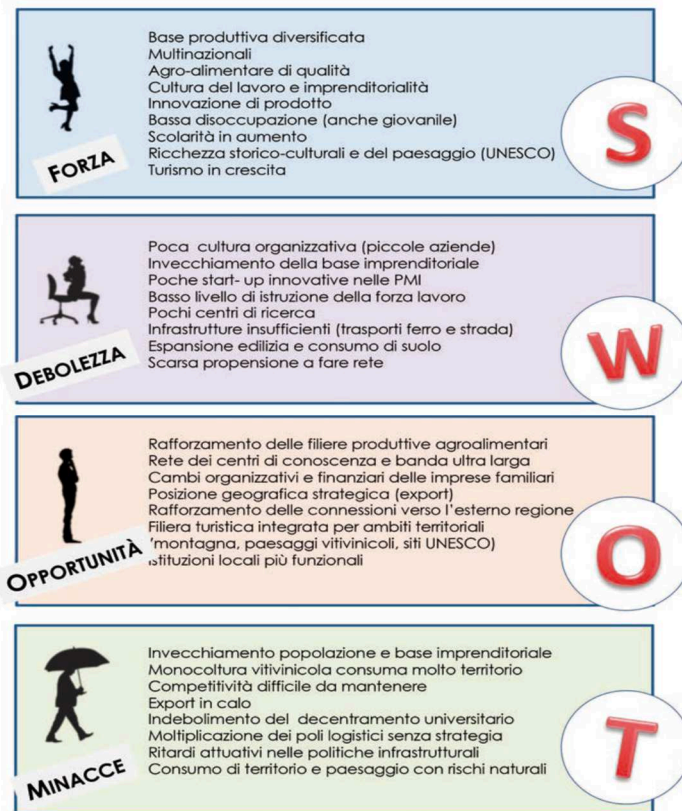 Base produttiva diversificata
Multinazionali
Agro-alimentare di qualità
Cultura del lavoro e imprenditorialità
Innovazione di prodotto
Bassa disoccupazione (anche giovanile)
Scolarità in aumento
Ricchezza storico-culturali e del paesaggio (UNESCO)
Turismo in crescita
FORZA
S
Poca cultura organizzativa (piccole aziende)
Invecchiamento della base imprenditoriale
Poche start- up innovative nelle PMI
Basso livello di istruzione della forza lavoro
Pochi centri di ricerca
Infrastrutture insufficienti (trasporti ferro e strada)
Espansione edilizia e consumo di suolo
Scarsa propensione a fare rete
DEBOLEZZA
W
Rafforzamento delle filiere produttive agroalimentari
Rete dei centri di conoscenza e banda ultra larga
Cambi organizzativi e finanziari delle imprese familiari
Posizione geografica strategica (export)
Rafforzamento delle connessioni verso l'esterno regione
Filiera turistica integrata per ambiti territoriali
(montagna, paesaggi vitivinicoli, siti UNESCO)
Istituzioni locali più funzionali
OPPORTUNITÀ
O
Invecchiamento popolazione e base imprenditoriale
Monocoltura vitivinicola consuma molto territorio
Competitività difficile da mantenere
Export in calo
Indebolimento del decentramento universitario
Moltiplicazione dei poli logistici senza strategia
Ritardi attuativi nelle politiche infrastrutturali
Consumo di territorio e paesaggio con rischi naturali
MINACCE
T